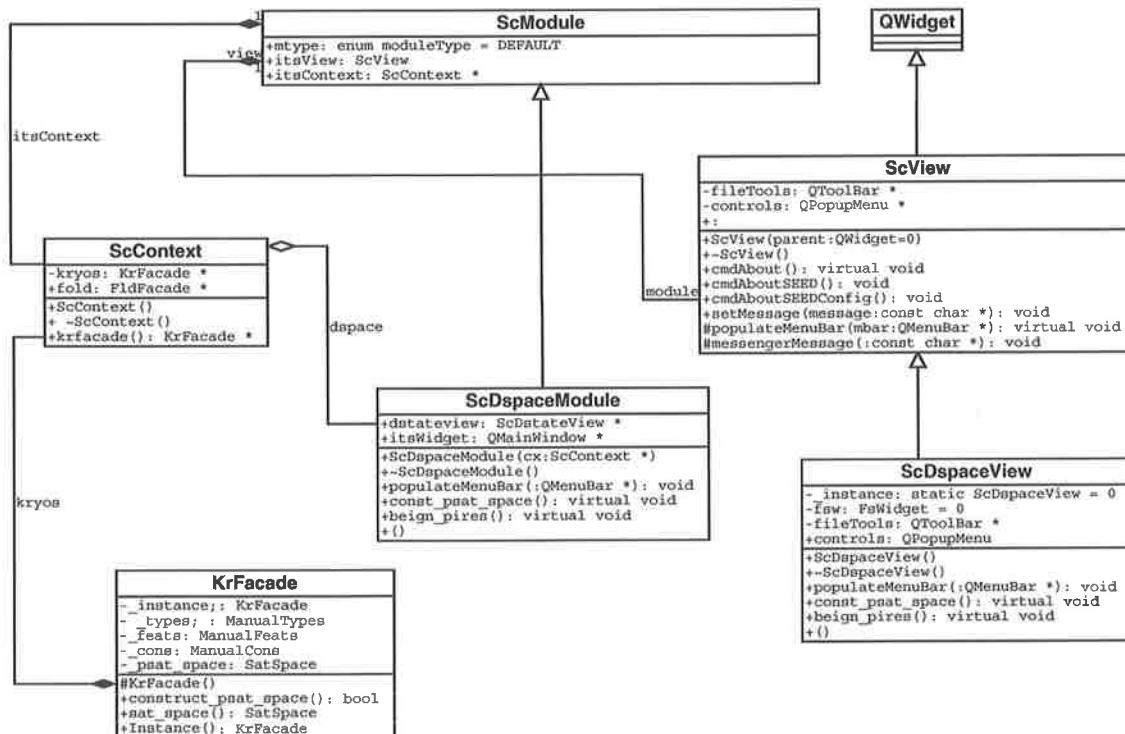 ScModule
+mtype: enum moduleType = DEFAULT
+itsView: ScView
+itsContext: ScContext *
1
view
1
itsContext
QWidget
ScView
-fileTools: QToolBar *
-controls: QPopupMenu *
+:
+ScView(parent:QWidget=0)
+~ScView()
+cmdAbout(): virtual void
+cmdAboutSEED(): void
+cmdAboutSEEDConfig(): void
+setMessage(message:const char *): void
#populateMenuBar(mbar:QMenuBar *): virtual void
#messengerMessage(:const char *): void
module
ScContext
-kryos: KrFacade *
+fold: FldFacade *
+ScContext()
+ ~ScContext()
+krfacade(): KrFacade *
dspace
kryos
ScDspaceModule
+dstateview: ScDstateView *
+itsWidget: QMainWindow *
+ScDspaceModule(cx:ScContext *)
+~ScDspaceModule()
+populateMenuBar(:QMenuBar *): void
+const_psat_space(): virtual void
+beign_pires(): virtual void
+()
ScDspaceView
-_instance: static ScDspaceView = 0
-fsw: FsWidget = 0
-fileTools: QToolBar *
+controls: QPopupMenu
+ScDspaceView()
+~ScDspaceView()
+populateMenuBar(:QMenuBar *): void
+const_psat_space(): virtual void
+beign_pires(): virtual void
+()
KrFacade
-_instance;: KrFacade
-_types; : ManualTypes
-_feats: ManualFeats
-_cons: ManualCons
-_psat_space: SatSpace
#KrFacade()
+construct_psat_space(): bool
+sat_space(): SatSpace
+Instance(): KrFacade